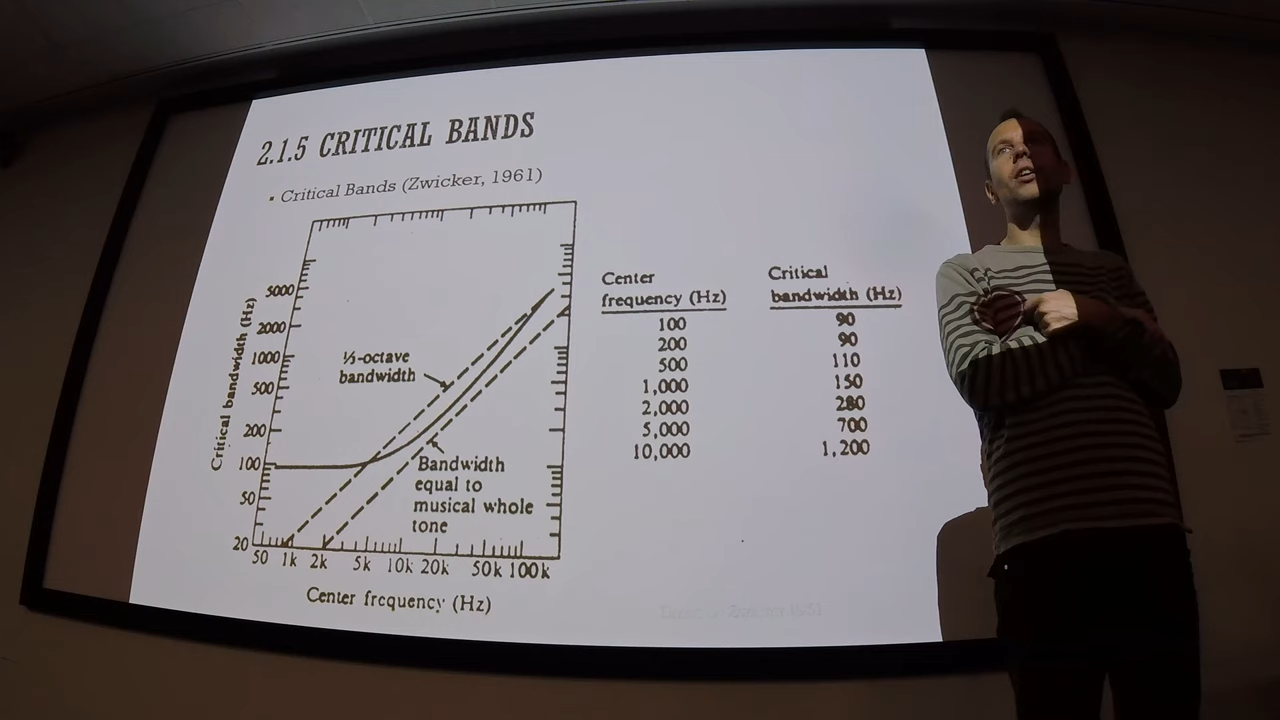 2.1.5 CRITICAL BANDS
▪ Critical Bands (Zwicker, 1961)
Critical bandwidth (Hz)
5000
2000
1000
500
200
100
50
20
⅓-octave
bandwidth
Bandwidth
equal to
musical whole
tone
50 1k 2k 5k 10k 20k 50k 100k
Center frequency (Hz)
Center Critical
frequency (Hz) bandwidth (Hz)
100 90
200 90
500 110
1,000 150
2,000 280
5,000 700
10,000 1,200